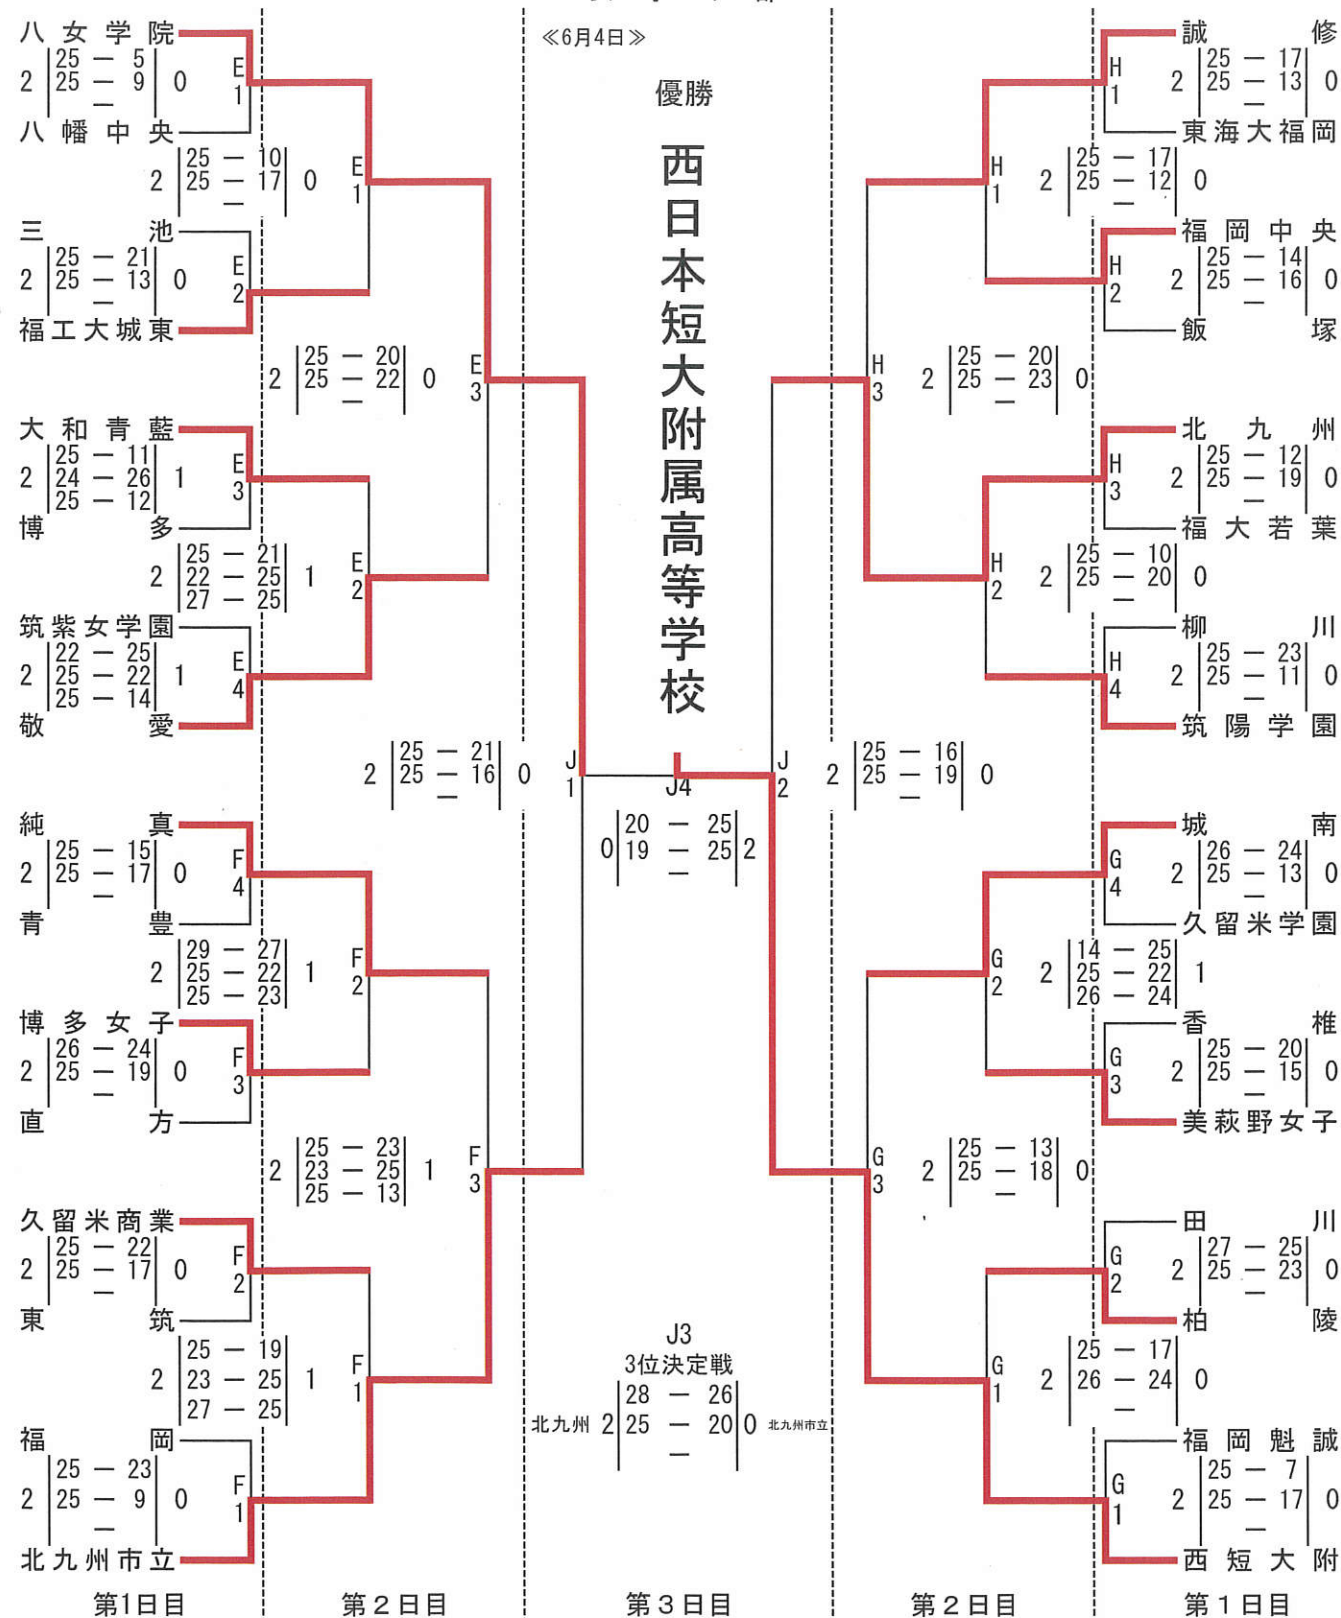 ≪6月4日≫
優勝
西日本短大附属高等学校
八女学院
2 25 — 5 0
25 — 9
—
E1
八幡中央
2 25 — 10 0
25 — 17
—
E1
三池
2 25 — 21 0
25 — 13
—
E2
福工大城東
2 25 — 20 0
25 — 22
—
E3
大和青藍
2 25 — 11 1
24 — 26
25 — 12
E3
博多
2 25 — 21 1
22 — 25
27 — 25
E2
筑紫女学園
2 22 — 25 1
25 — 22
25 — 14
E4
敬愛
2 25 — 21 0
25 — 16
—
J1
純真
2 25 — 15 0
25 — 17
—
F4
青豊
2 29 — 27 1
25 — 22
25 — 23
F2
博多女子
2 26 — 24 0
25 — 19
—
F3
直方
2 25 — 23 1
23 — 25
25 — 13
F3
久留米商業
2 25 — 22 0
25 — 17
—
F2
東筑
2 25 — 19 1
23 — 25
27 — 25
F1
福岡
2 25 — 23 0
25 — 9
—
F1
北九州市立
J4
0 20 — 25 2
19 — 25
—
J3
3位決定戦
北九州 2 28 — 26 0 北九州市立
25 — 20
—
誠修
H1
2 25 — 17 0
25 — 13
—
東海大福岡
H1
2 25 — 17 0
25 — 12
—
福岡中央
H2
2 25 — 14 0
25 — 16
—
飯塚
H3
2 25 — 20 0
25 — 23
—
北九州
H3
2 25 — 12 0
25 — 19
—
福大若葉
H2
2 25 — 10 0
25 — 20
—
柳川
H4
2 25 — 23 0
25 — 11
—
筑陽学園
J2
2 25 — 16 0
25 — 19
—
城南
G4
2 26 — 24 0
25 — 13
—
久留米学園
G2
2 14 — 25 1
25 — 22
26 — 24
香椎
G3
2 25 — 20 0
25 — 15
—
美萩野女子
G3
2 25 — 13 0
25 — 18
—
田川
G2
2 27 — 25 0
25 — 23
—
柏陵
G1
2 25 — 17 0
26 — 24
—
福岡魁誠
G1
2 25 — 7 0
25 — 17
—
西短大附
第1日目
第2日目
第3日目
第2日目
第1日目